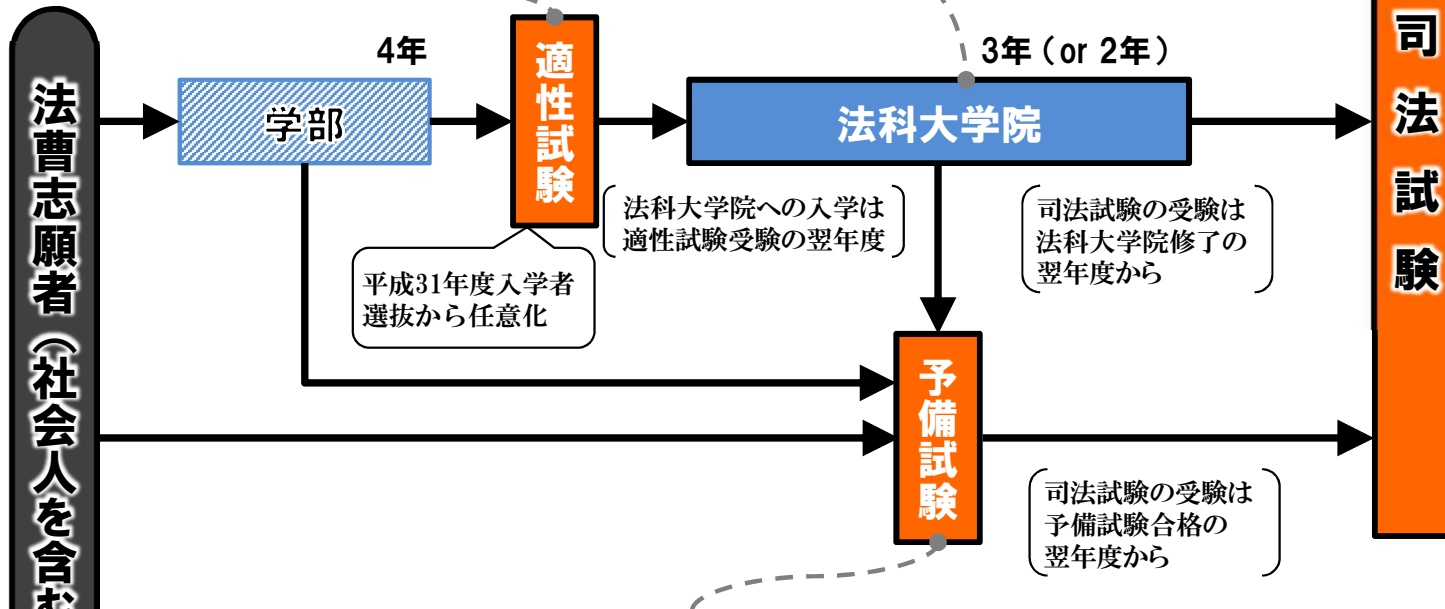 法曹志願者（社会人を含む
学部
4年
適性試験
平成31年度入学者
選抜から任意化
法科大学院への入学は
適性試験受験の翌年度
3年（or 2年）
法科大学院
司法試験の受験は
法科大学院修了の
翌年度から
予備試験
司法試験の受験は
予備試験合格の
翌年度から
司法試験